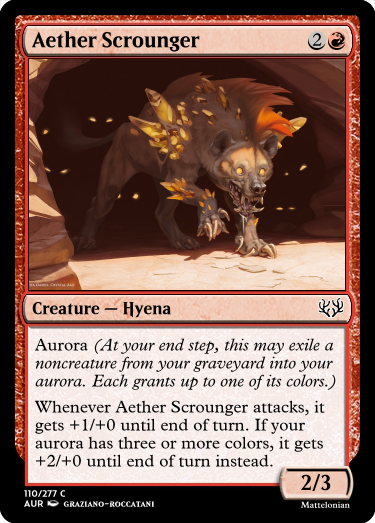 Aether Scrounger 2
Creature — Hyena
Aurora (At your end step, this may exile a
noncreature from your graveyard into your
aurora. Each grants up to one of its colors.)
Whenever Aether Scrounger attacks, it
gets +1/+0 until end of turn. If your
aurora has three or more colors, it gets
+2/+0 until end of turn instead.
2/3
110/277 C
AUR GRAZIANO-ROCCATANI
Mattelonian